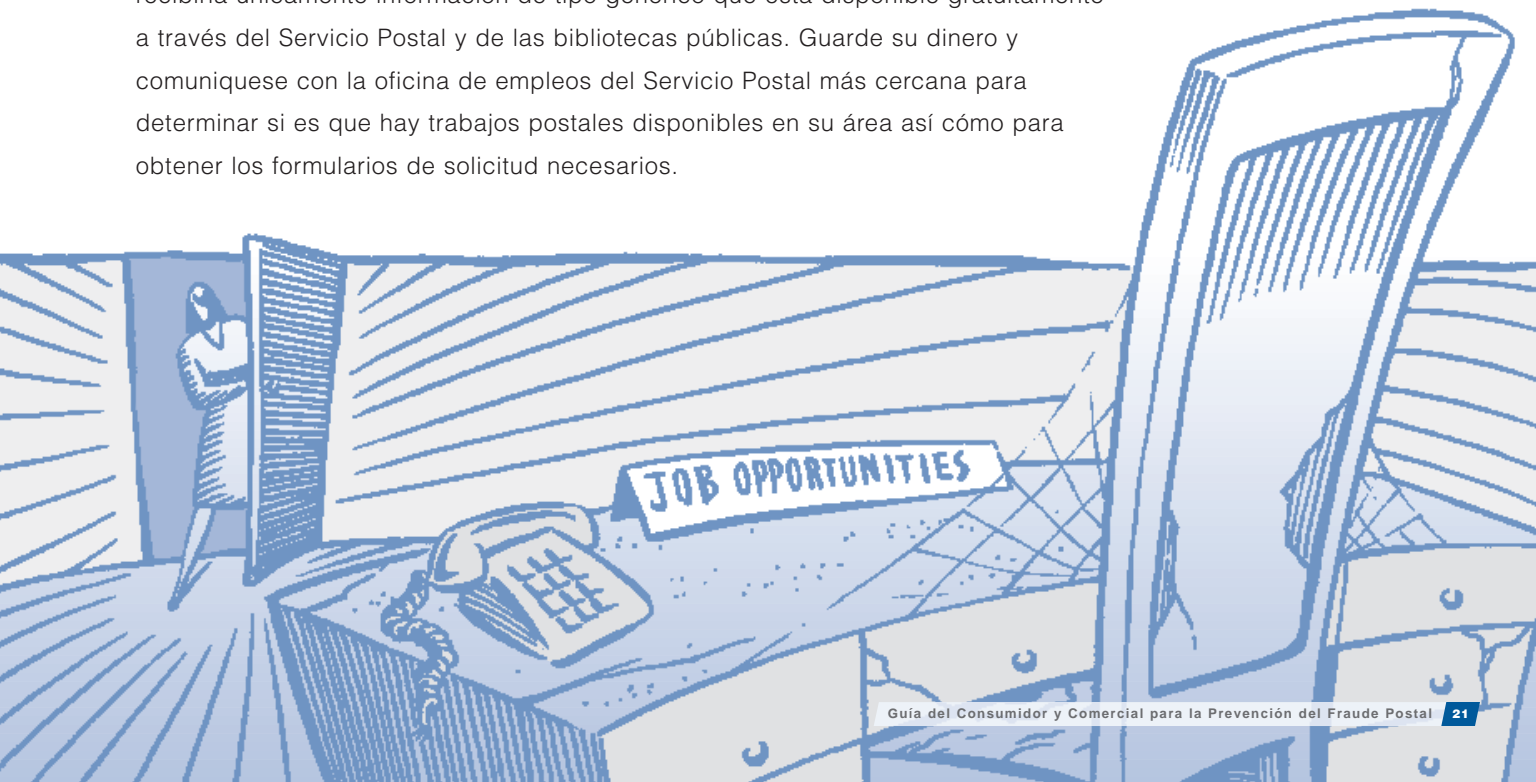 a través del Servicio Postal y de las bibliotecas públicas. Guarde su dinero y
comuniquese con la oficina de empleos del Servicio Postal más cercana para
determinar si es que hay trabajos postales disponibles en su área así cómo para
obtener los formularios de solicitud necesarios.
JOB OPPORTUNITIES
Guía del Consumidor y Comercial para la Prevención del Fraude Postal 21